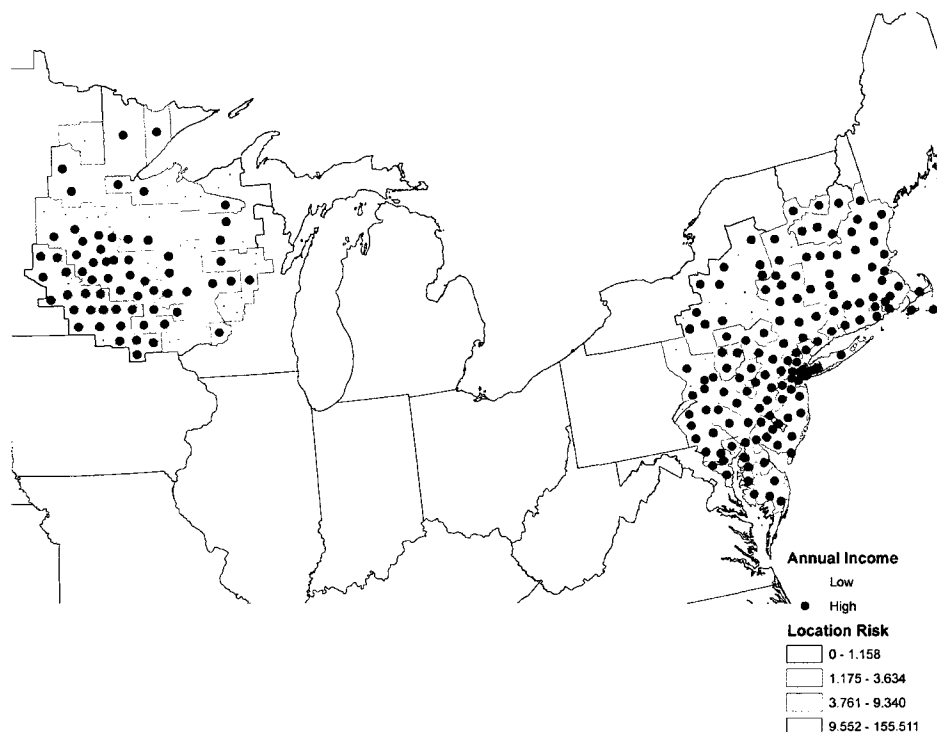 Annual Income
Low
High
Location Risk
0 - 1.158
1.175 - 3.634
3.761 - 9.340
9.552 - 155.511